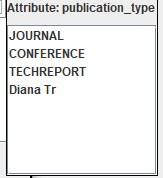 Attribute: publication_type
JOURNAL
CONFERENCE
TECHREPORT
Diana Tr